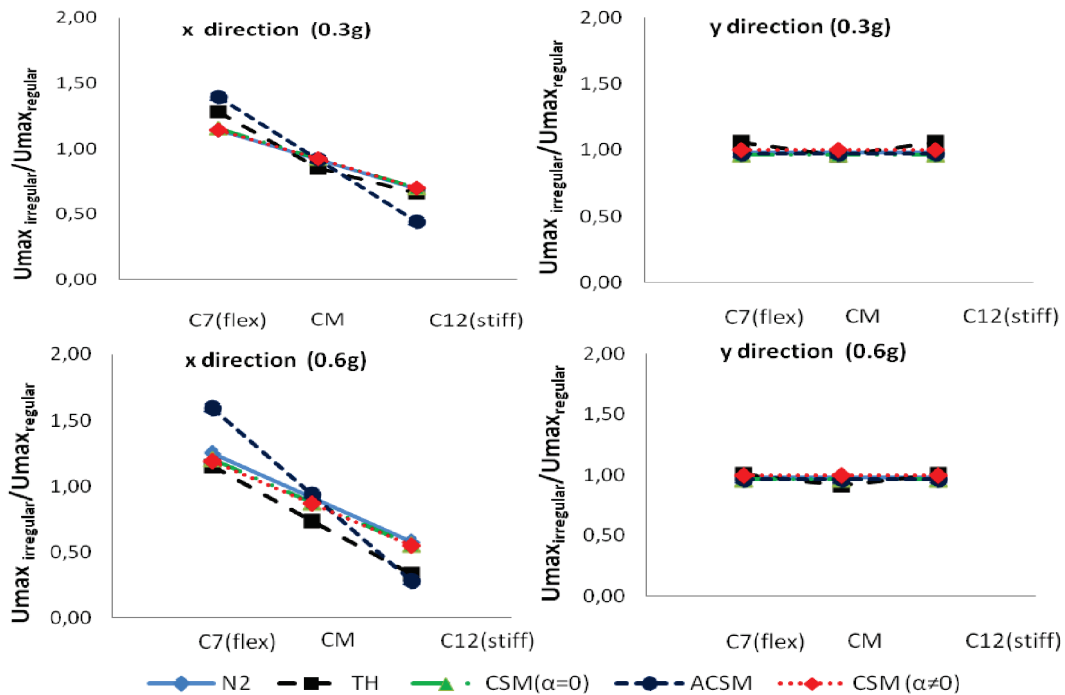 x direction (0.3g)
Umax irregular/Umax regular
2,00
1,50
1,00
0,50
0,00
C7(flex) CM C12(stiff)
y direction (0.3g)
Umax irregular/Umax regular
2,00
1,50
1,00
0,50
0,00
C7(flex) CM C12(stiff)
x direction (0.6g)
Umax irregular/Umax regular
2,00
1,50
1,00
0,50
0,00
C7(flex) CM C12(stiff)
y direction (0.6g)
Umax irregular/Umax regular
2,00
1,50
1,00
0,50
0,00
C7(flex) CM C12(stiff)
N2 TH CSM(α=0) ACSM CSM (α≠0)